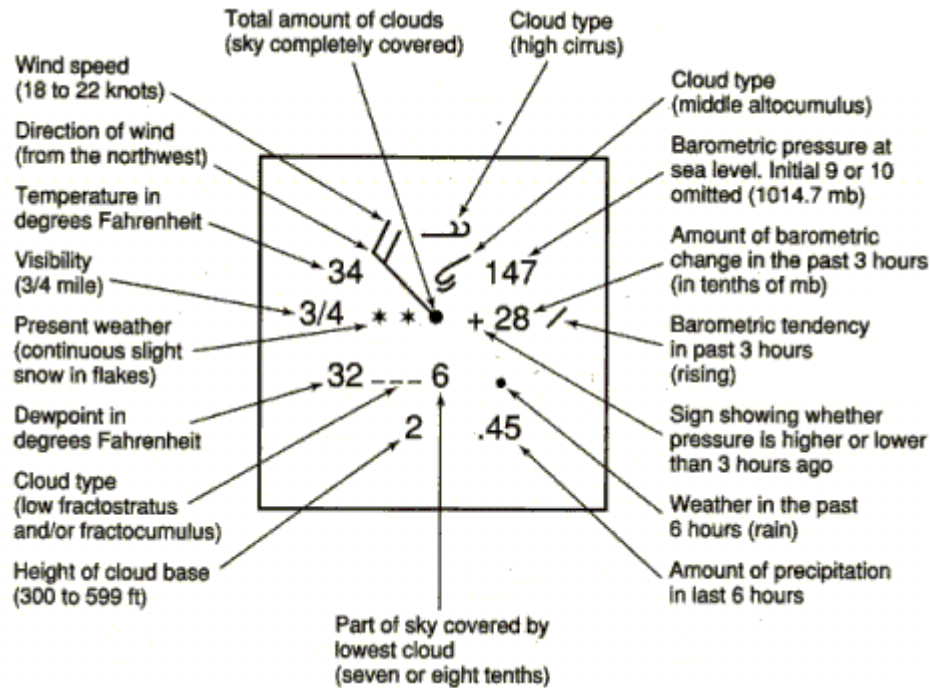 Total amount of clouds
(sky completely covered)
Cloud type
(high cirrus)
Wind speed
(18 to 22 knots)
Direction of wind
(from the northwest)
Temperature in
degrees Fahrenheit
Visibility
(3/4 mile)
Present weather
(continuous slight
snow in flakes)
Dewpoint in
degrees Fahrenheit
Cloud type
(low fractostratus
and/or fractocumulus)
Height of cloud base
(300 to 599 ft)
34
147
3/4
+ 28
32
6
2
.45
Cloud type
(middle altocumulus)
Barometric pressure at
sea level. Initial 9 or 10
omitted (1014.7 mb)
Amount of barometric
change in the past 3 hours
(in tenths of mb)
Barometric tendency
in past 3 hours
(rising)
Sign showing whether
pressure is higher or lower
than 3 hours ago
Weather in the past
6 hours (rain)
Amount of precipitation
in last 6 hours
Part of sky covered by
lowest cloud
(seven or eight tenths)